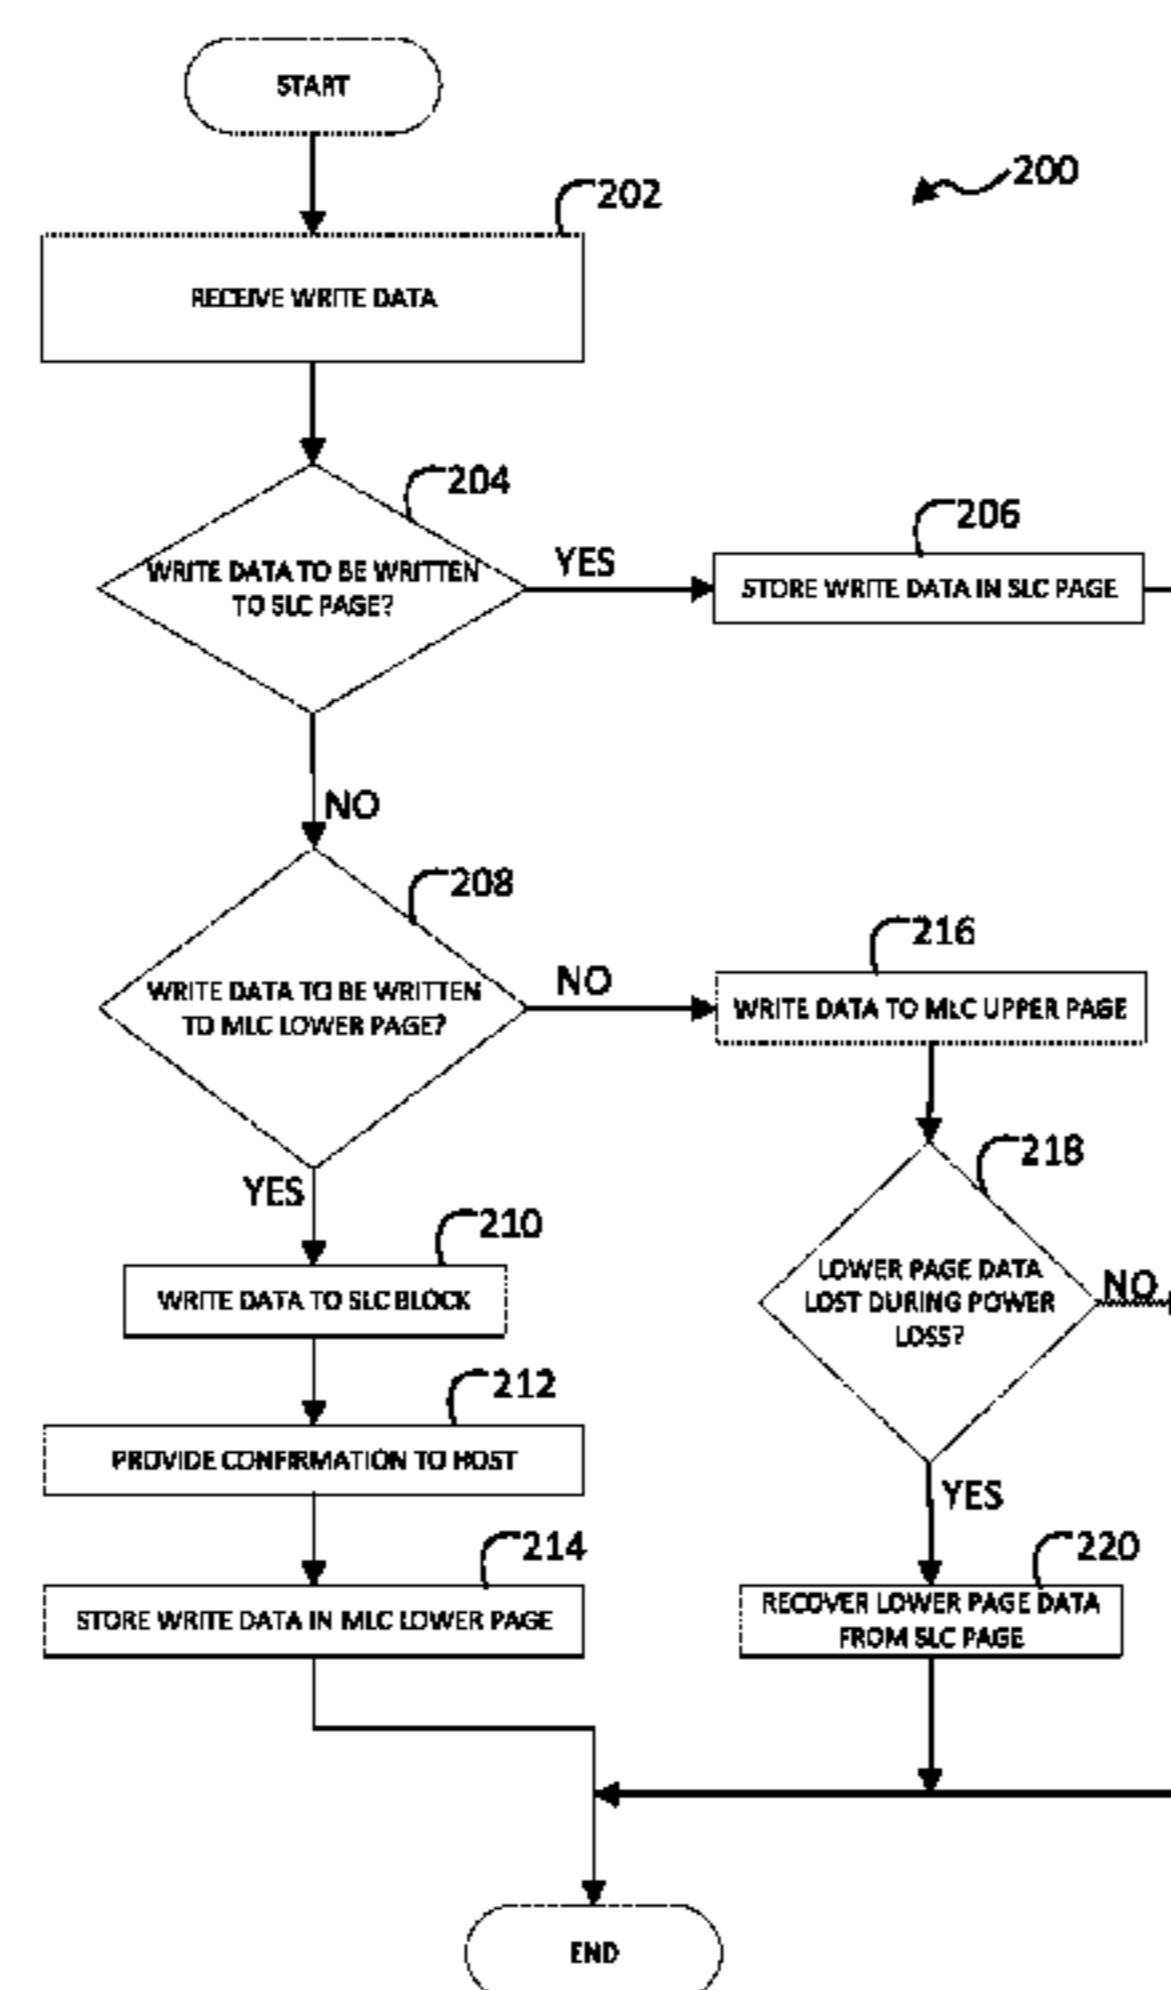 START
200
202
RECEIVE WRITE DATA
204
WRITE DATA TO BE WRITTEN
TO SLC PAGE?
YES
206
STORE WRITE DATA IN SLC PAGE
NO
208
WRITE DATA TO BE WRITTEN
TO MLC LOWER PAGE?
NO
216
WRITE DATA TO MLC UPPER PAGE
YES
218
LOWER PAGE DATA
LOST DURING POWER
LOSS?
NO
210
WRITE DATA TO SLC BLOCK
212
PROVIDE CONFIRMATION TO HOST
YES
214
STORE WRITE DATA IN MLC LOWER PAGE
220
RECOVER LOWER PAGE DATA
FROM SLC PAGE
END